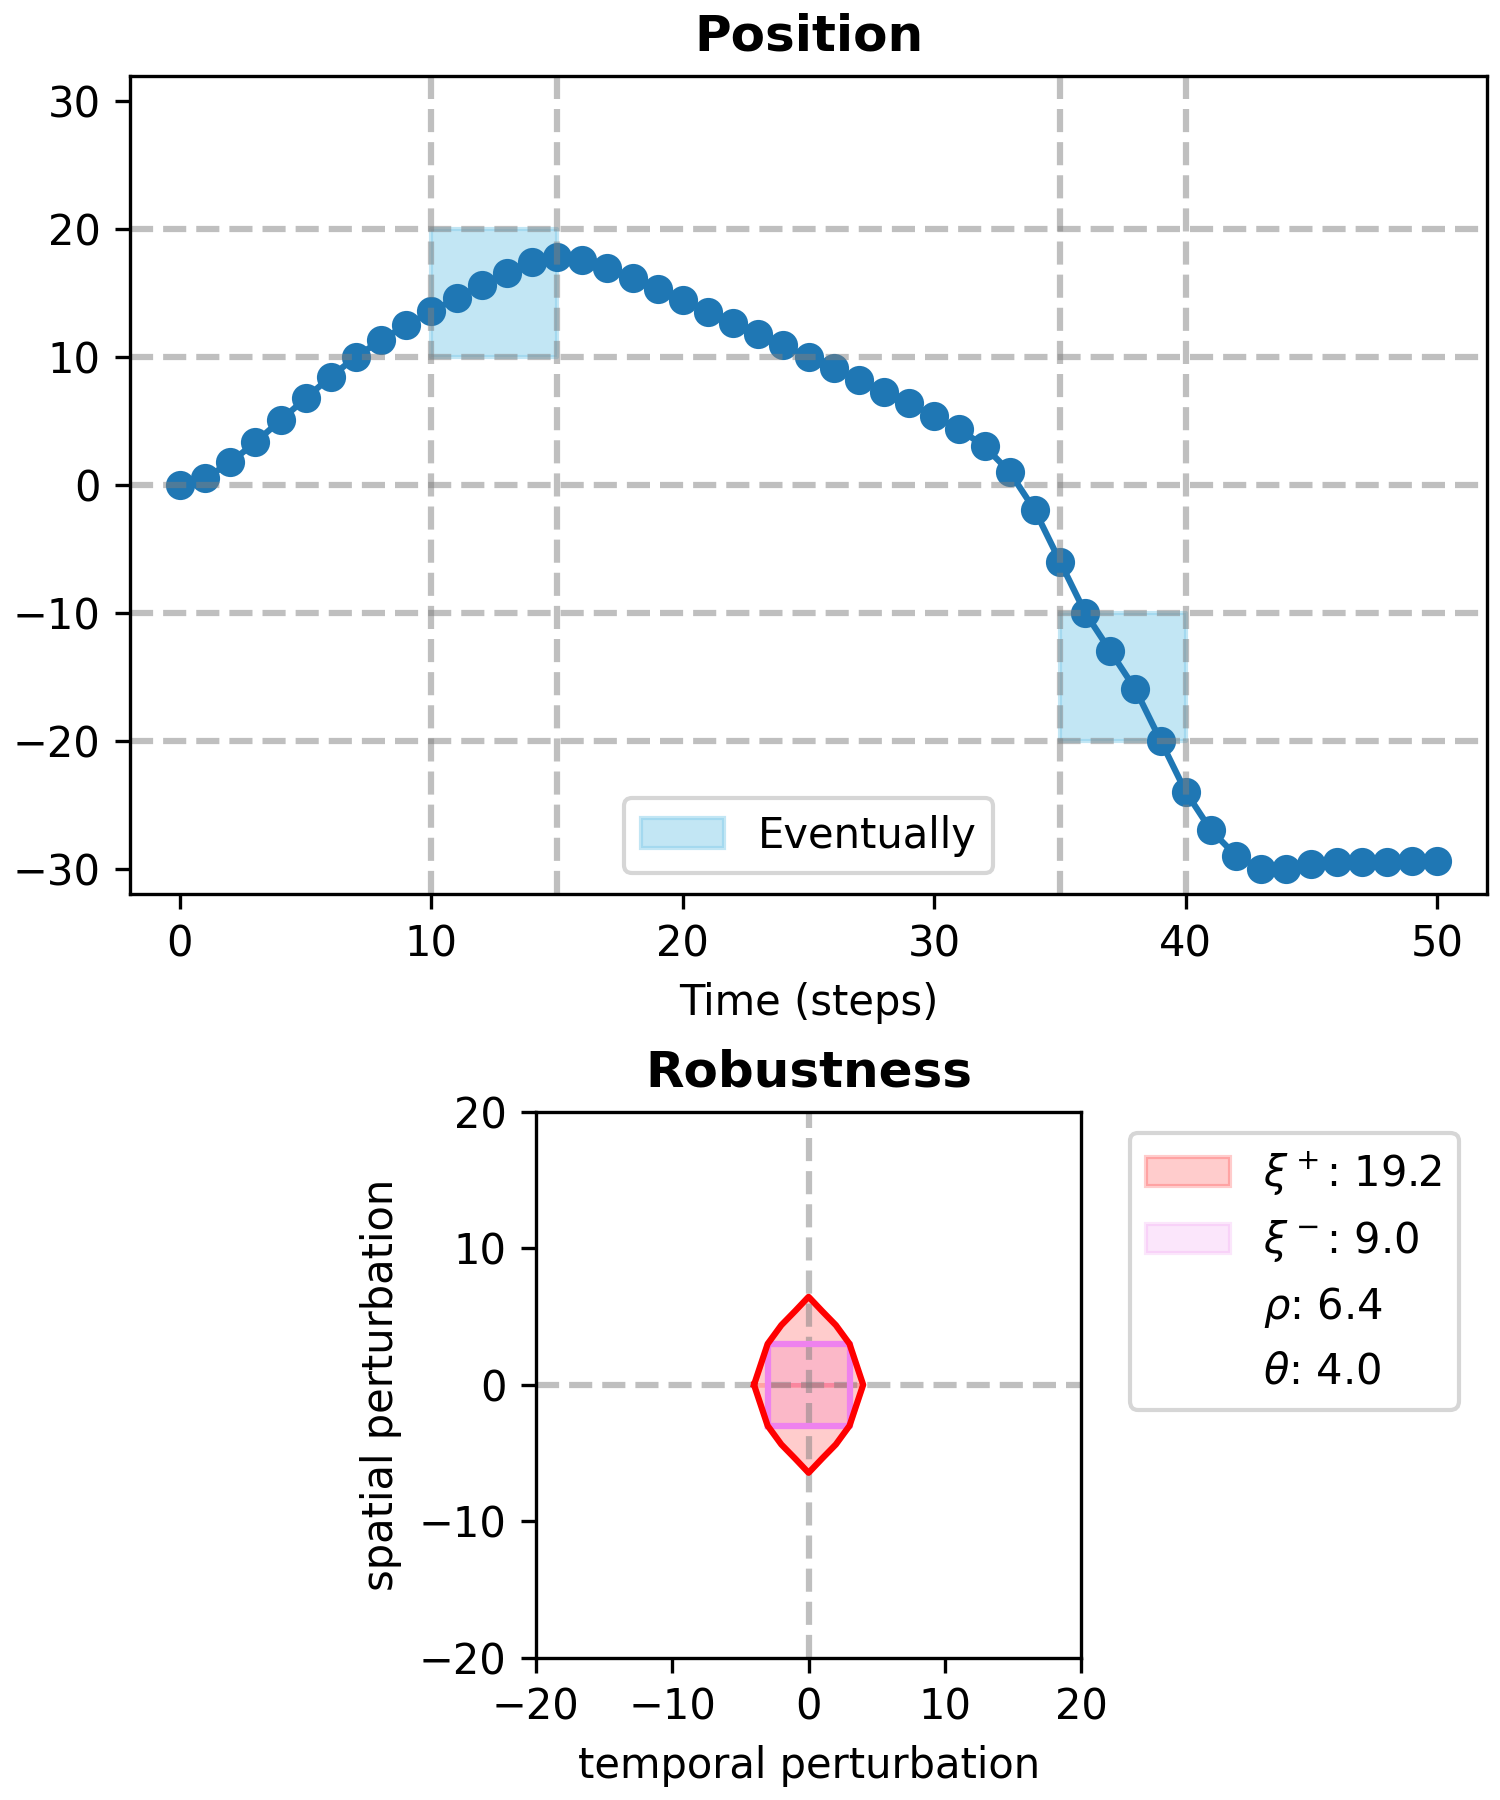 Position
30
20
10
0
−10
−20
−30
Eventually
0 10 20 30 40 50
Time (steps)
Robustness
20
10
0
−10
−20
spatial perturbation
−20 −10 0 10 20
temporal perturbation
ξ⁺: 19.2
ξ⁻: 9.0
ρ: 6.4
θ: 4.0